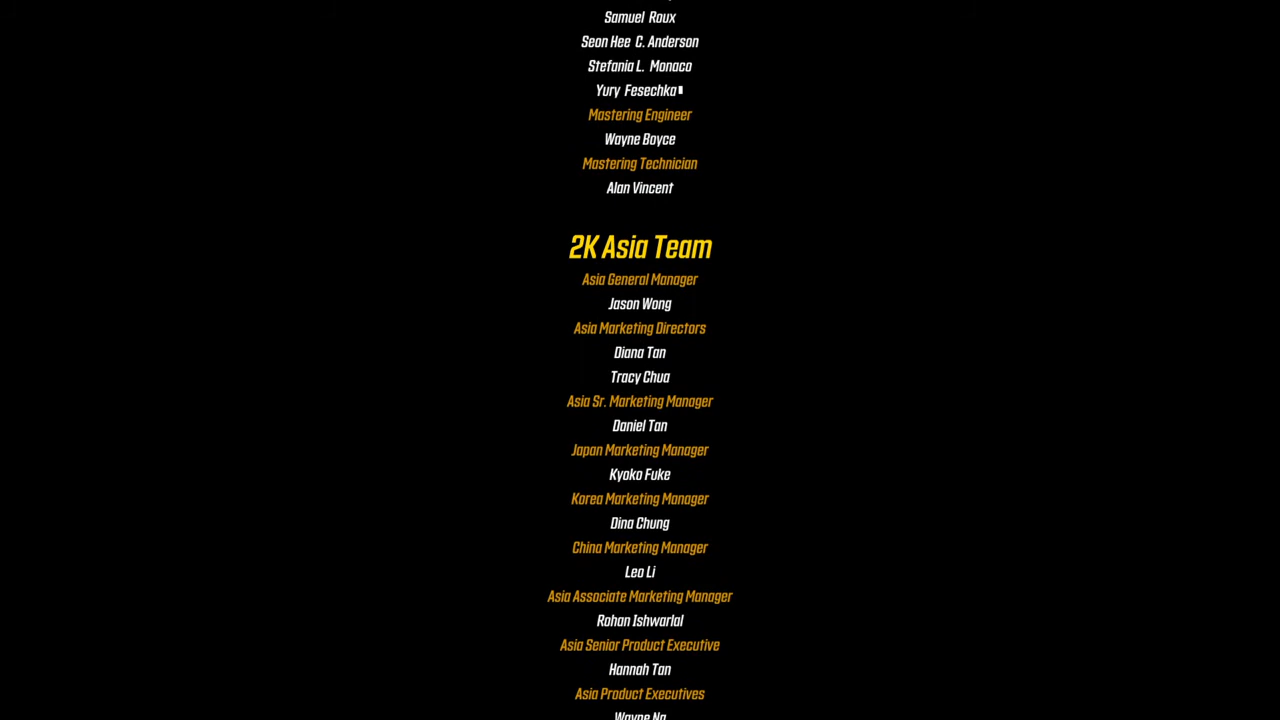 Samuel Roux
Seon Hee C. Anderson
Stefania L. Monaco
Yury Fesechka
Mastering Engineer
Wayne Boyce
Mastering Technician
Alan Vincent
2K Asia Team
Asia General Manager
Jason Wong
Asia Marketing Directors
Diana Tan
Tracy Chua
Asia Sr. Marketing Manager
Daniel Tan
Japan Marketing Manager
Kyoko Fuke
Korea Marketing Manager
Dina Chung
China Marketing Manager
Leo Li
Asia Associate Marketing Manager
Rohan Ishwarlal
Asia Senior Product Executive
Hannah Tan
Asia Product Executives
Wayne